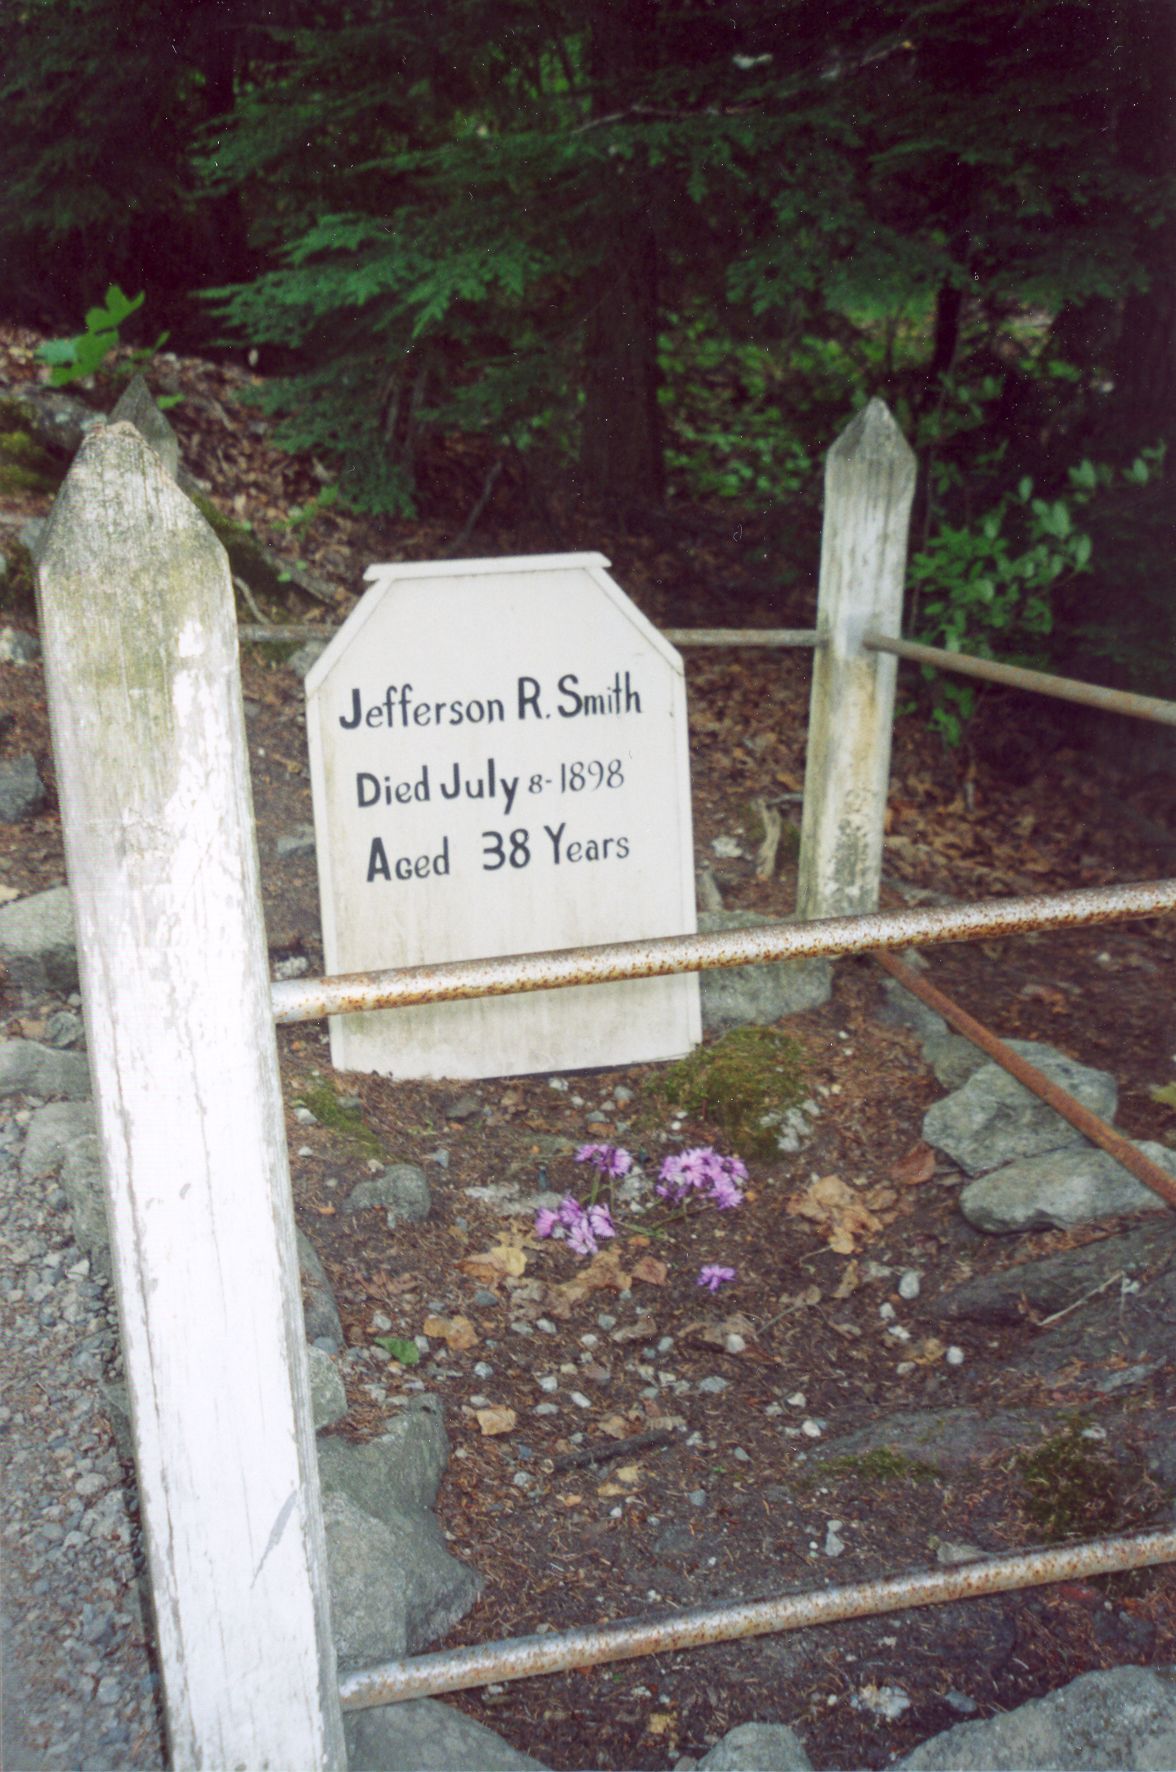 Jefferson R. Smith
Died July 8-1898
Aged 38 Years